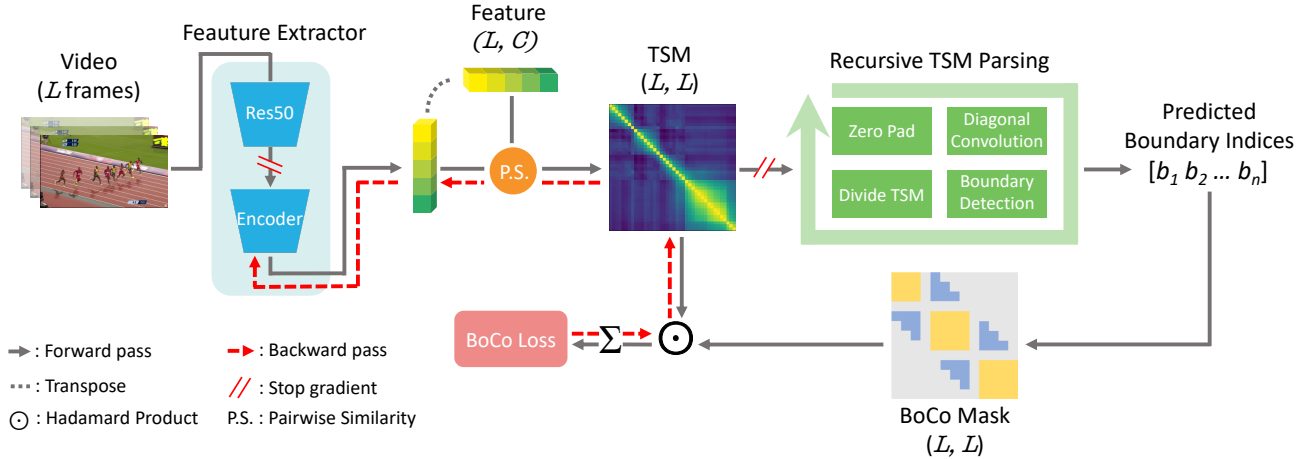 Video
(L frames)
Feauture Extractor
Res50
Encoder
Feature
(L, C)
P.S.
TSM
(L, L)
Recursive TSM Parsing
Zero Pad
Diagonal
Convolution
Divide TSM
Boundary
Detection
Predicted
Boundary Indices
[b1 b2 ... bn]
BoCo Loss
Σ
BoCo Mask
(L, L)
: Forward pass
: Backward pass
: Transpose
: Stop gradient
: Hadamard Product
P.S. : Pairwise Similarity